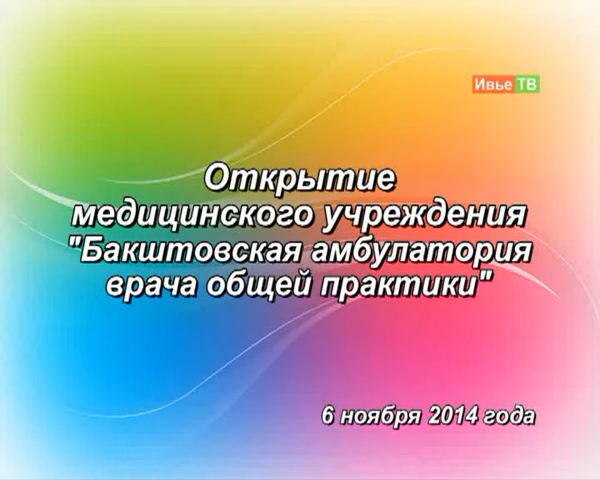 Ивье ТВ
Открытие
медицинского учреждения
"Бакштовская амбулатория
врача общей практики"
6 ноября 2014 года